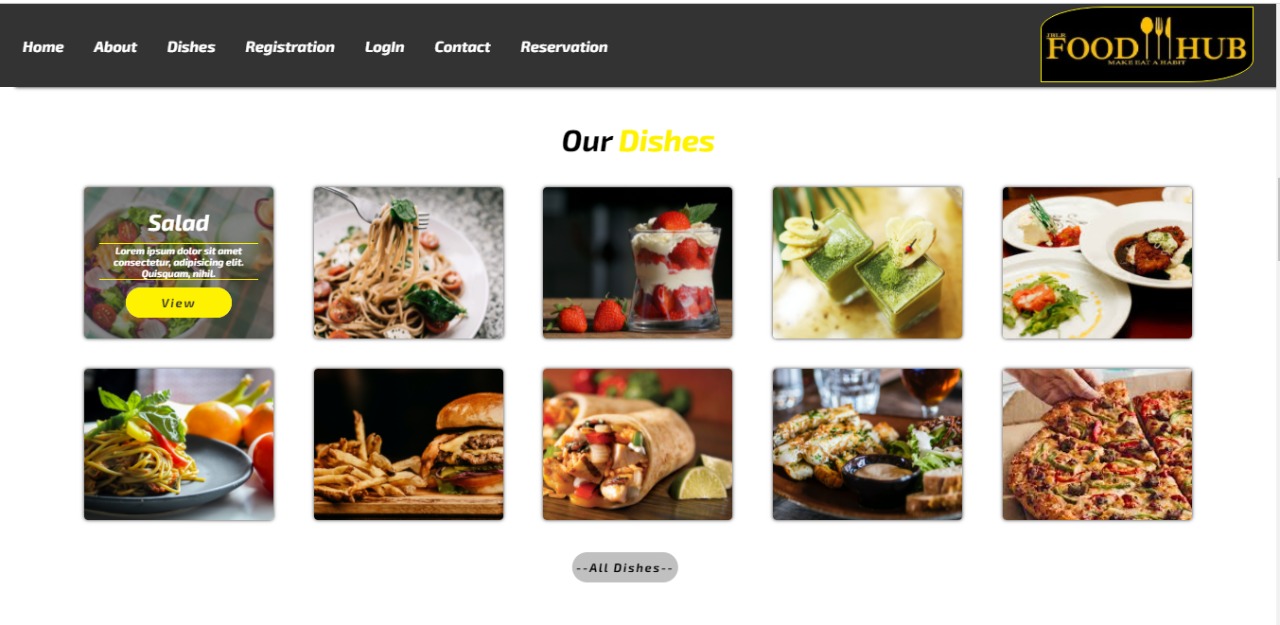 Home About Dishes Registration LogIn Contact Reservation
JBLR
FOOD HUB
MAKE EAT A HABIT
Our Dishes
Salad
Lorem ipsum dolor sit amet
consectetur, adipisicing elit.
Quisquam, nihil.
View
--All Dishes--